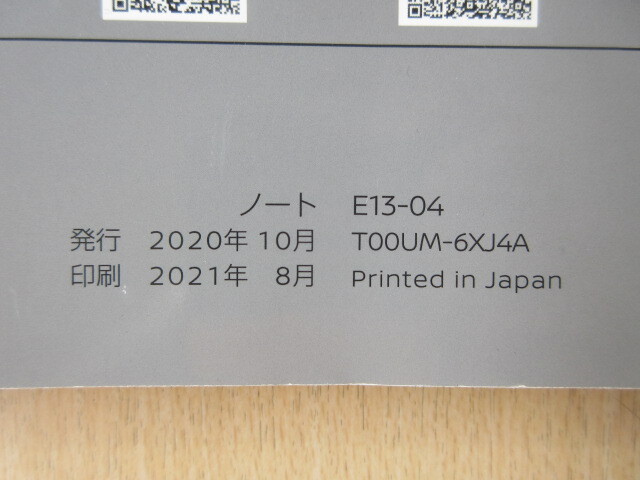 ノート E13-04
発行 2020年 10月 T00UM-6XJ4A
印刷 2021年 8月 Printed in Japan